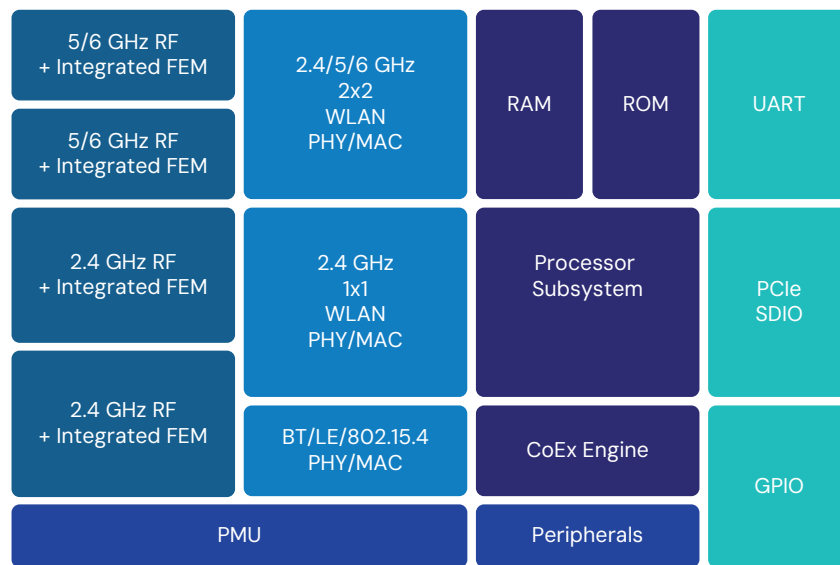 5/6 GHz RF
+ Integrated FEM
5/6 GHz RF
+ Integrated FEM
2.4 GHz RF
+ Integrated FEM
2.4 GHz RF
+ Integrated FEM
2.4/5/6 GHz
2x2
WLAN
PHY/MAC
2.4 GHz
1x1
WLAN
PHY/MAC
BT/LE/802.15.4
PHY/MAC
RAM
ROM
Processor
Subsystem
CoEx Engine
UART
PCIe
SDIO
GPIO
PMU
Peripherals